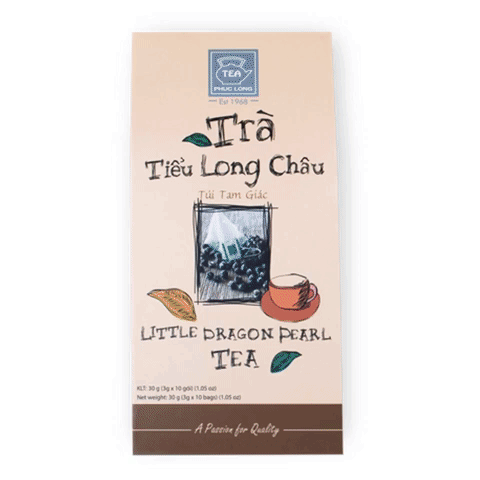 TEA
PHUC LONG
Est 1968
Trà
Tiểu Long Châu
Túi Tam Giác
LITTLE DRAGON PEARL
TEA
KLT: 30 g (3g x 10 gói) (1.05 oz)
Net weight: 30 g (3g x 10 bags) (1.05 oz)
A Passion for Quality